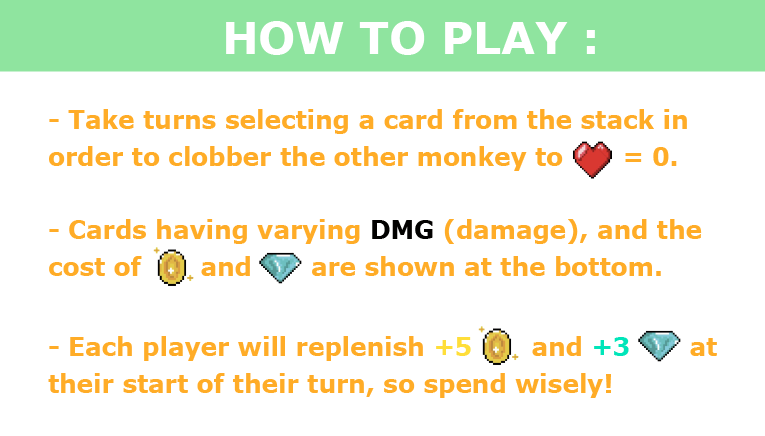 HOW TO PLAY :
- Take turns selecting a card from the stack in
order to clobber the other monkey to = 0.
- Cards having varying DMG (damage), and the
cost of and are shown at the bottom.
- Each player will replenish +5 and +3 at
their start of their turn, so spend wisely!